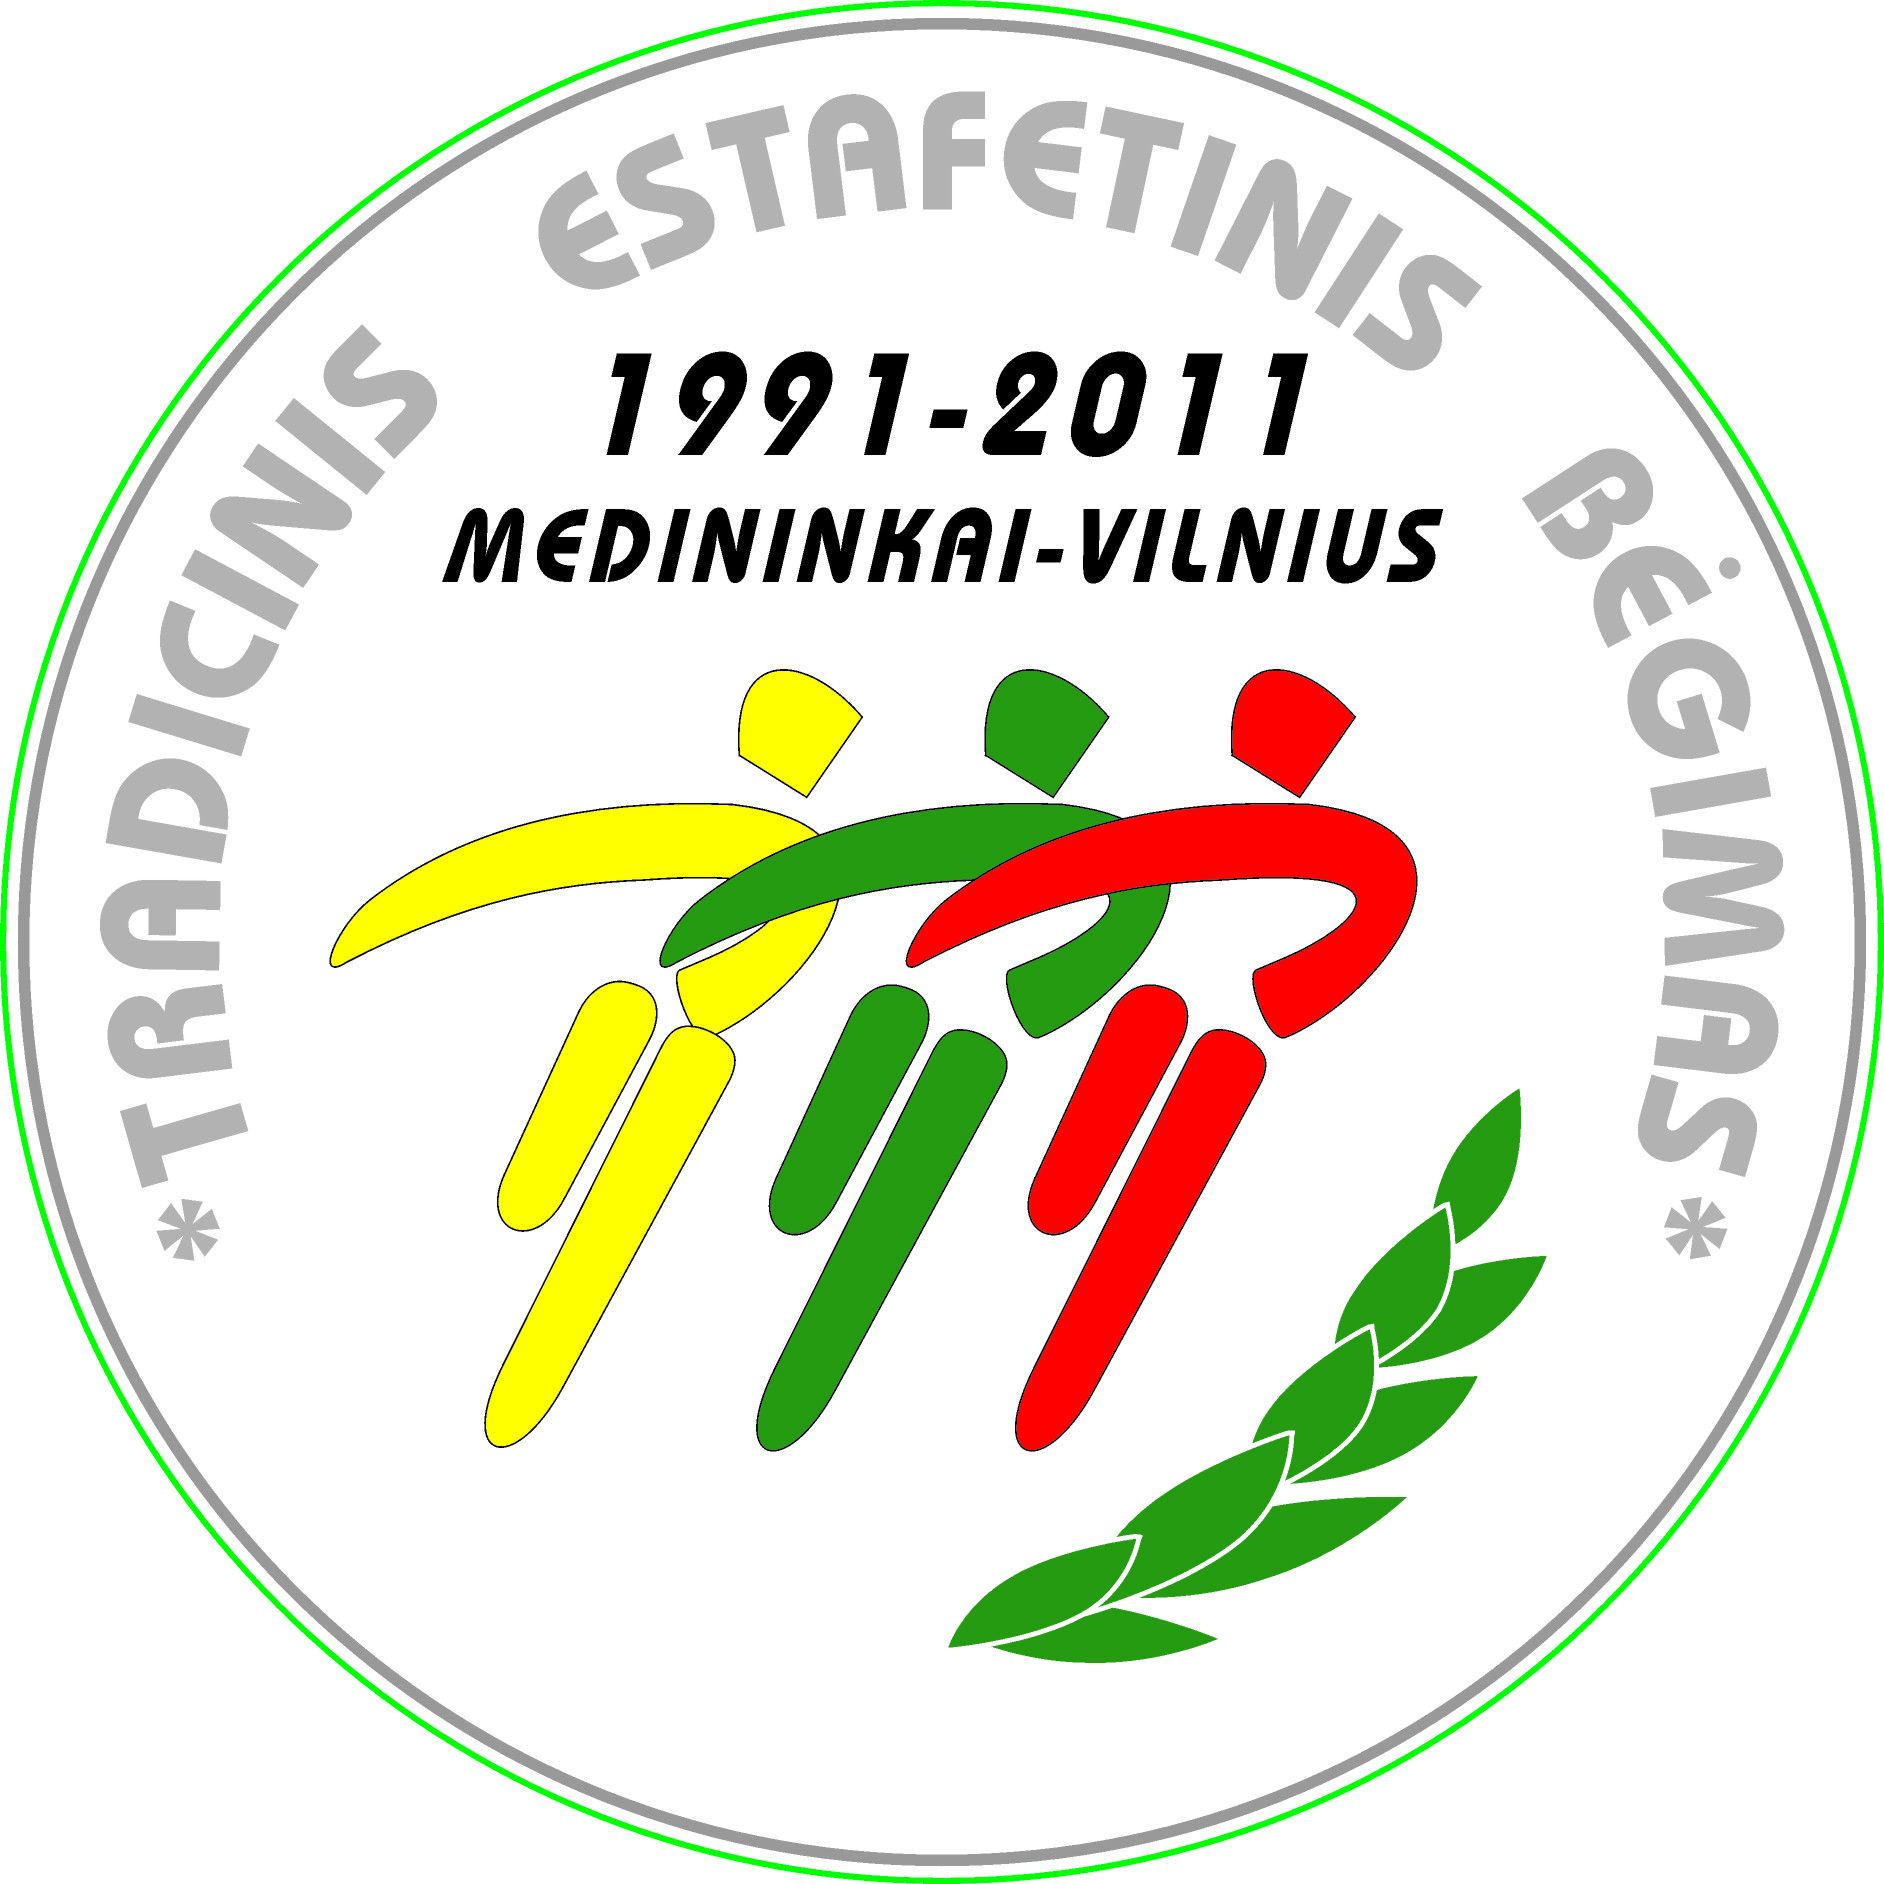 *TRADICINIS ESTAFETINIS BĖGIMAS*
1991-2011
MEDININKAI-VILNIUS